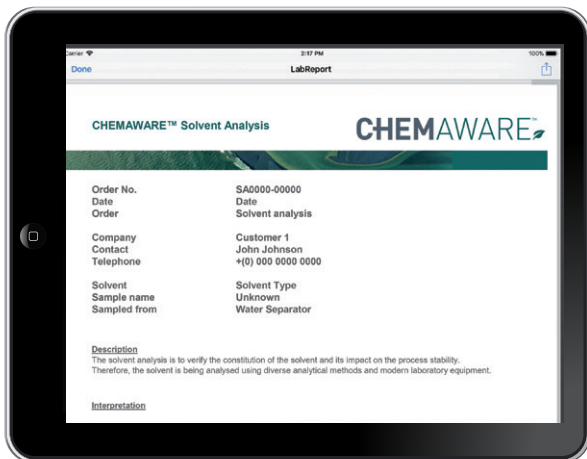 Carrier 2:17 PM 100%
Done LabReport
CHEMAWARE™ Solvent Analysis
CHEMAWARE™
Order No. SA0000-00000
Date Date
Order Solvent analysis
Company Customer 1
Contact John Johnson
Telephone +(0) 000 0000 0000
Solvent Solvent Type
Sample name Unknown
Sampled from Water Separator
Description
The solvent analysis is to verify the constitution of the solvent and its impact on the process stability.
Therefore, the solvent is being analysed using diverse analytical methods and modern laboratory equipment.
Interpretation